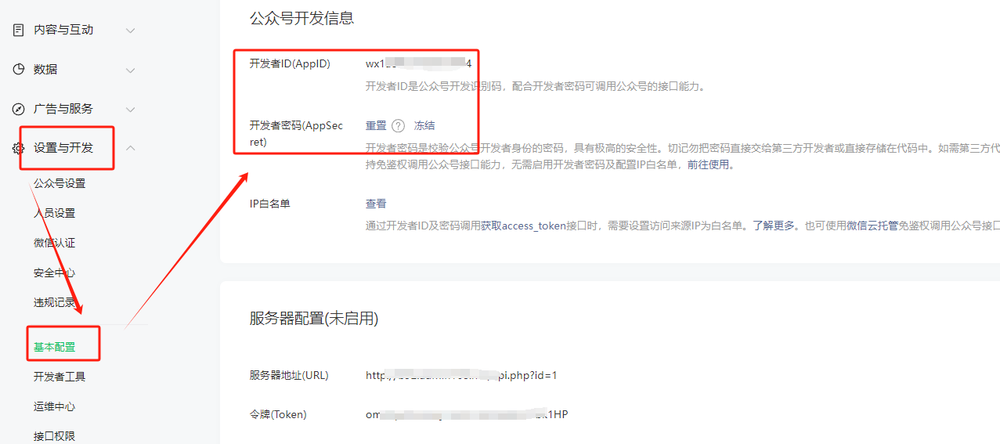 内容与互动
数据
广告与服务
设置与开发
公众号设置
人员设置
微信认证
安全中心
违规记录
基本配置
开发者工具
运维中心
接口权限
公众号开发信息
开发者ID(AppID)
4
开发者ID是公众号开发识别码，配合开发者密码可调用公众号的接口能力。
开发者密码(AppSec
ret)
重置 ? 冻结
开发者密码是校验公众号开发者身份的密码，具有极高的安全性。切记勿把密码直接交给第三方开发者或直接存储在代码中。如需第三方代
持免鉴权调用公众号接口能力，无需启用开发者密码及配置IP白名单，前往使用。
IP白名单
查看
通过开发者ID及密码调用获取access_token接口时，需要设置访问来源IP为白名单。了解更多。也可使用微信云托管免鉴权调用公众号接口
服务器配置(未启用)
服务器地址(URL)
pi.php?id=1
令牌(Token)
om 1HP